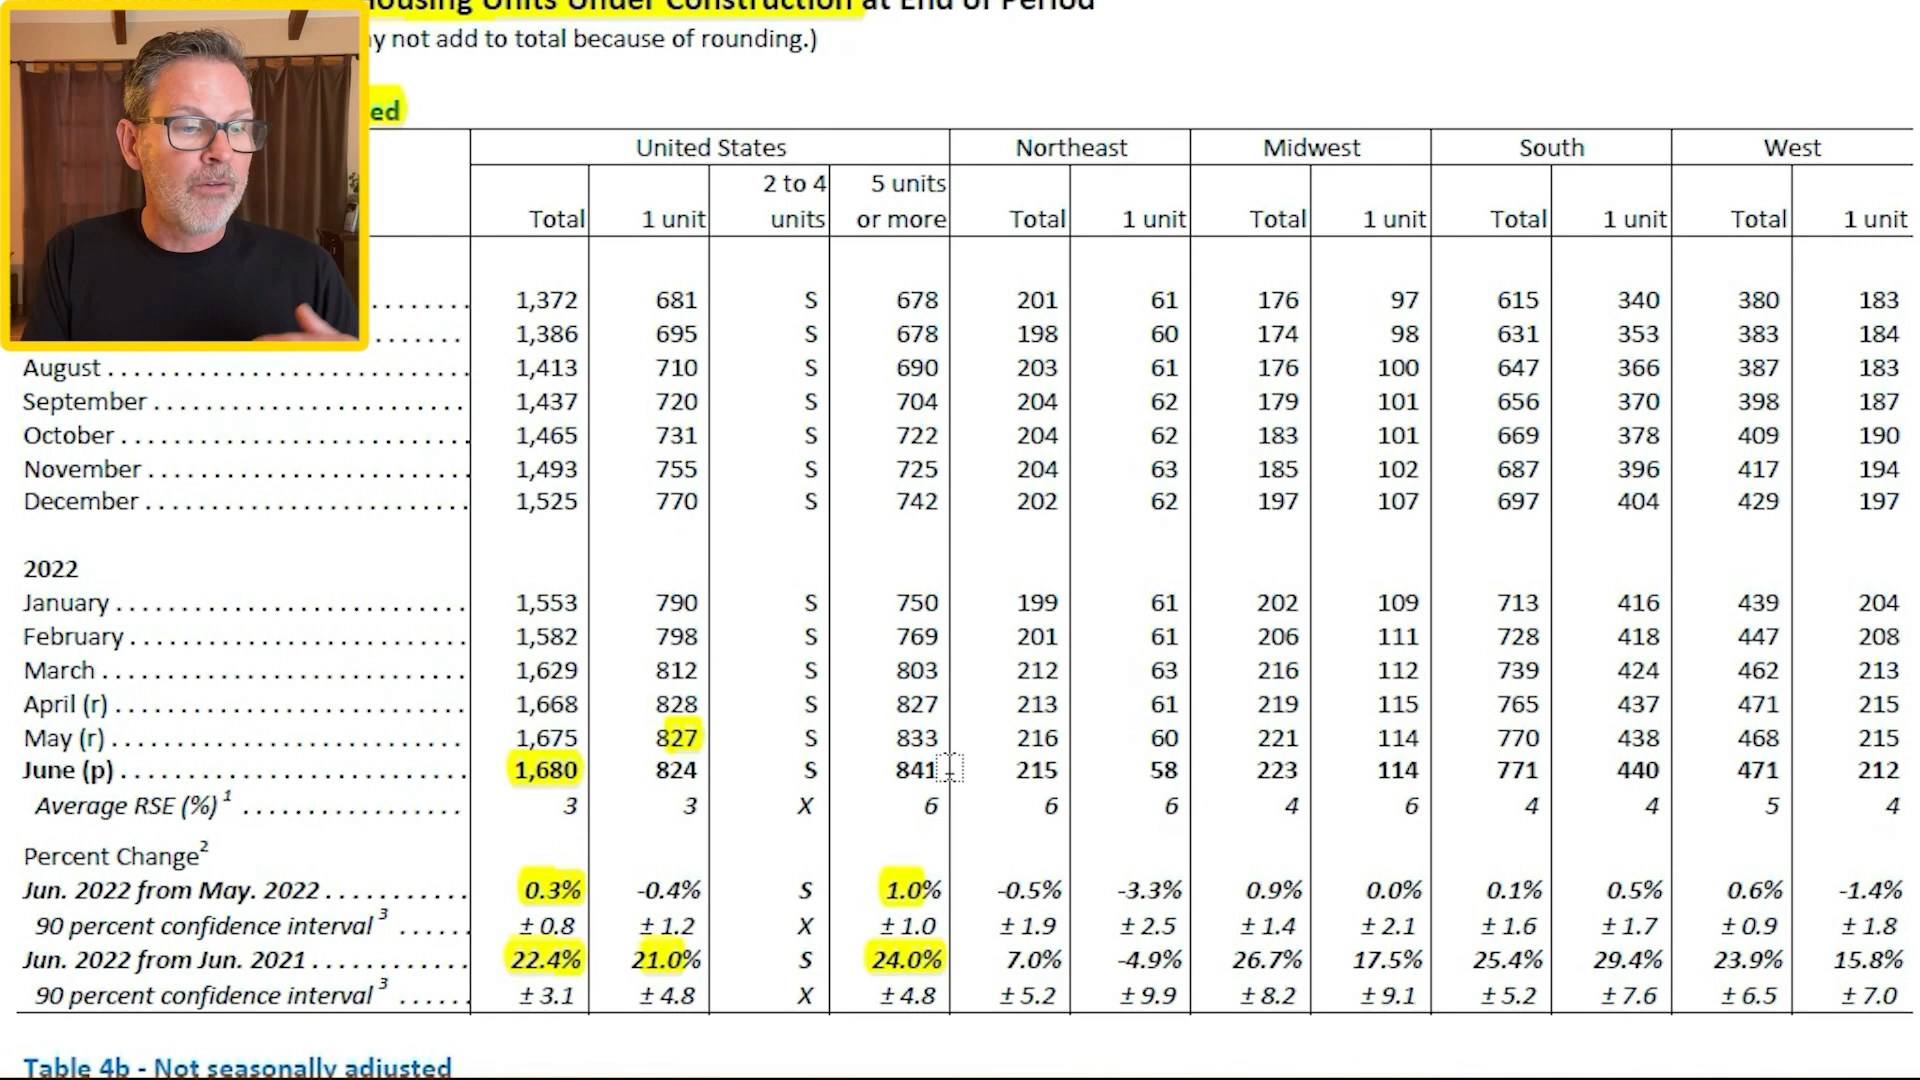 Housing Units Under Construction at End of Period
ay not add to total because of rounding.)
ed
United States Northeast Midwest South West
2 to 4 5 units
Total 1 unit units or more Total 1 unit Total 1 unit Total 1 unit Total 1 unit
........ 1,372 681 S 678 201 61 176 97 615 340 380 183
....... 1,386 695 S 678 198 60 174 98 631 353 383 184
August 1,413 710 S 690 203 61 176 100 647 366 387 183
September 1,437 720 S 704 204 62 179 101 656 370 398 187
October 1,465 731 S 722 204 62 183 101 669 378 409 190
November 1,493 755 S 725 204 63 185 102 687 396 417 194
December 1,525 770 S 742 202 62 197 107 697 404 429 197
2022
January 1,553 790 S 750 199 61 202 109 713 416 439 204
February 1,582 798 S 769 201 61 206 111 728 418 447 208
March 1,629 812 S 803 212 63 216 112 739 424 462 213
April (r) 1,668 828 S 827 213 61 219 115 765 437 471 215
May (r) 1,675 827 S 833 216 60 221 114 770 438 468 215
June (p) 1,680 824 S 841 215 58 223 114 771 440 471 212
Average RSE (%) 1 3 3 X 6 6 6 4 6 4 4 5 4
Percent Change2
Jun. 2022 from May. 2022 0.3% -0.4% S 1.0% -0.5% -3.3% 0.9% 0.0% 0.1% 0.5% 0.6% -1.4%
90 percent confidence interval 3 ± 0.8 ± 1.2 X ± 1.0 ± 1.9 ± 2.5 ± 1.4 ± 2.1 ± 1.6 ± 1.7 ± 0.9 ± 1.8
Jun. 2022 from Jun. 2021 22.4% 21.0% S 24.0% 7.0% -4.9% 26.7% 17.5% 25.4% 29.4% 23.9% 15.8%
90 percent confidence interval 3 ± 3.1 ± 4.8 X ± 4.8 ± 5.2 ± 9.9 ± 8.2 ± 9.1 ± 5.2 ± 7.6 ± 6.5 ± 7.0
Table 4b - Not seasonally adjusted